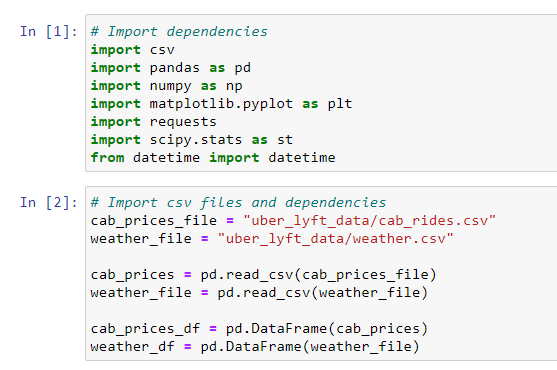 In [1]: # Import dependencies
import csv
import pandas as pd
import numpy as np
import matplotlib.pyplot as plt
import requests
import scipy.stats as st
from datetime import datetime
In [2]: # Import csv files and dependencies
cab_prices_file = "uber_lyft_data/cab_rides.csv"
weather_file = "uber_lyft_data/weather.csv"
cab_prices = pd.read_csv(cab_prices_file)
weather_file = pd.read_csv(weather_file)
cab_prices_df = pd.DataFrame(cab_prices)
weather_df = pd.DataFrame(weather_file)